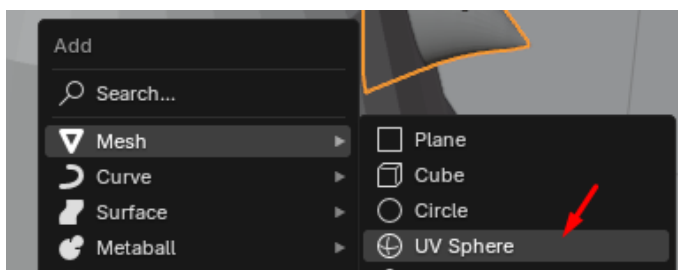 Add
Search...
Mesh
Curve
Surface
Metaball
Plane
Cube
Circle
UV Sphere